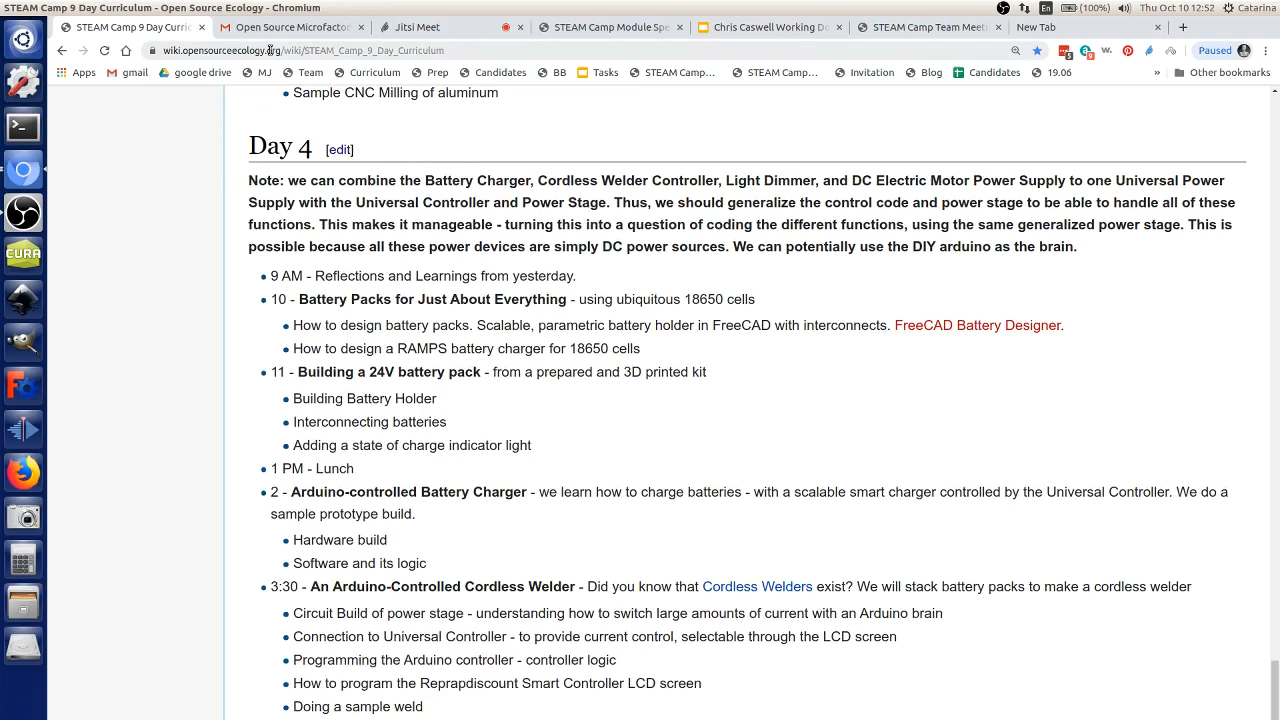 STEAM Camp 9 Day Curriculum - Open Source Ecology - Chromium
En (100%) Thu Oct 10 12:52 Catarina
STEAM Camp 9 Day Curric × Open Source Microfactor × Jitsi Meet × STEAM Camp Module Spe × Chris Caswell Working Do × STEAM Camp Team Meeti × New Tab ×
wiki.opensourceecology.org/wiki/STEAM_Camp_9_Day_Curriculum Paused
Apps gmail google drive MJ Team Curriculum Prep Candidates BB Tasks STEAM Camp... STEAM Camp... Invitation Blog Candidates 19.06 » Other bookmarks
CURA
Sample CNC Milling of aluminum
Day 4 [edit]
Note: we can combine the Battery Charger, Cordless Welder Controller, Light Dimmer, and DC Electric Motor Power Supply to one Universal Power
Supply with the Universal Controller and Power Stage. Thus, we should generalize the control code and power stage to be able to handle all of these
functions. This makes it manageable - turning this into a question of coding the different functions, using the same generalized power stage. This is
possible because all these power devices are simply DC power sources. We can potentially use the DIY arduino as the brain.
9 AM - Reflections and Learnings from yesterday.
10 - Battery Packs for Just About Everything - using ubiquitous 18650 cells
How to design battery packs. Scalable, parametric battery holder in FreeCAD with interconnects. FreeCAD Battery Designer.
How to design a RAMPS battery charger for 18650 cells
11 - Building a 24V battery pack - from a prepared and 3D printed kit
Building Battery Holder
Interconnecting batteries
Adding a state of charge indicator light
1 PM - Lunch
2 - Arduino-controlled Battery Charger - we learn how to charge batteries - with a scalable smart charger controlled by the Universal Controller. We do a
sample prototype build.
Hardware build
Software and its logic
3:30 - An Arduino-Controlled Cordless Welder - Did you know that Cordless Welders exist? We will stack battery packs to make a cordless welder
Circuit Build of power stage - understanding how to switch large amounts of current with an Arduino brain
Connection to Universal Controller - to provide current control, selectable through the LCD screen
Programming the Arduino controller - controller logic
How to program the Reprapdiscount Smart Controller LCD screen
Doing a sample weld